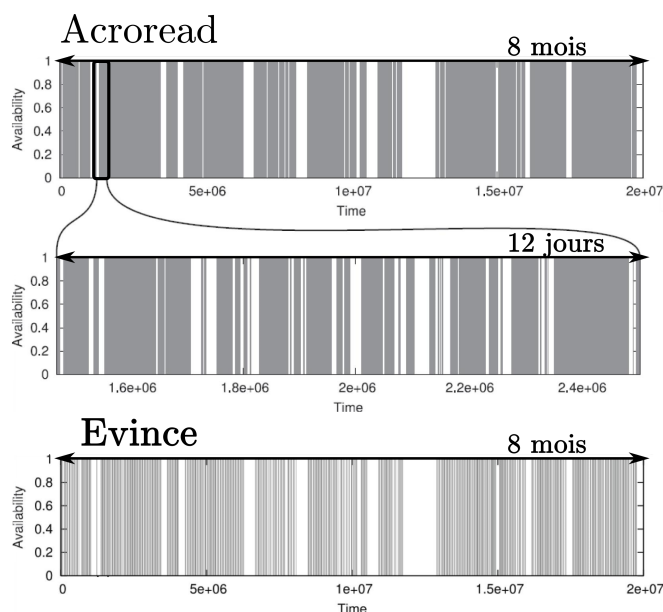 Acroread
8 mois
1
0.8
0.6
0.4
0.2
0
Availability
0 5e+06 1e+07 1.5e+07 2e+07
Time
12 jours
1
0.8
0.6
0.4
0.2
0
Availability
1.6e+06 1.8e+06 2e+06 2.2e+06 2.4e+06
Time
Evince
8 mois
1
0.8
0.6
0.4
0.2
0
Availability
0 5e+06 1e+07 1.5e+07 2e+07
Time